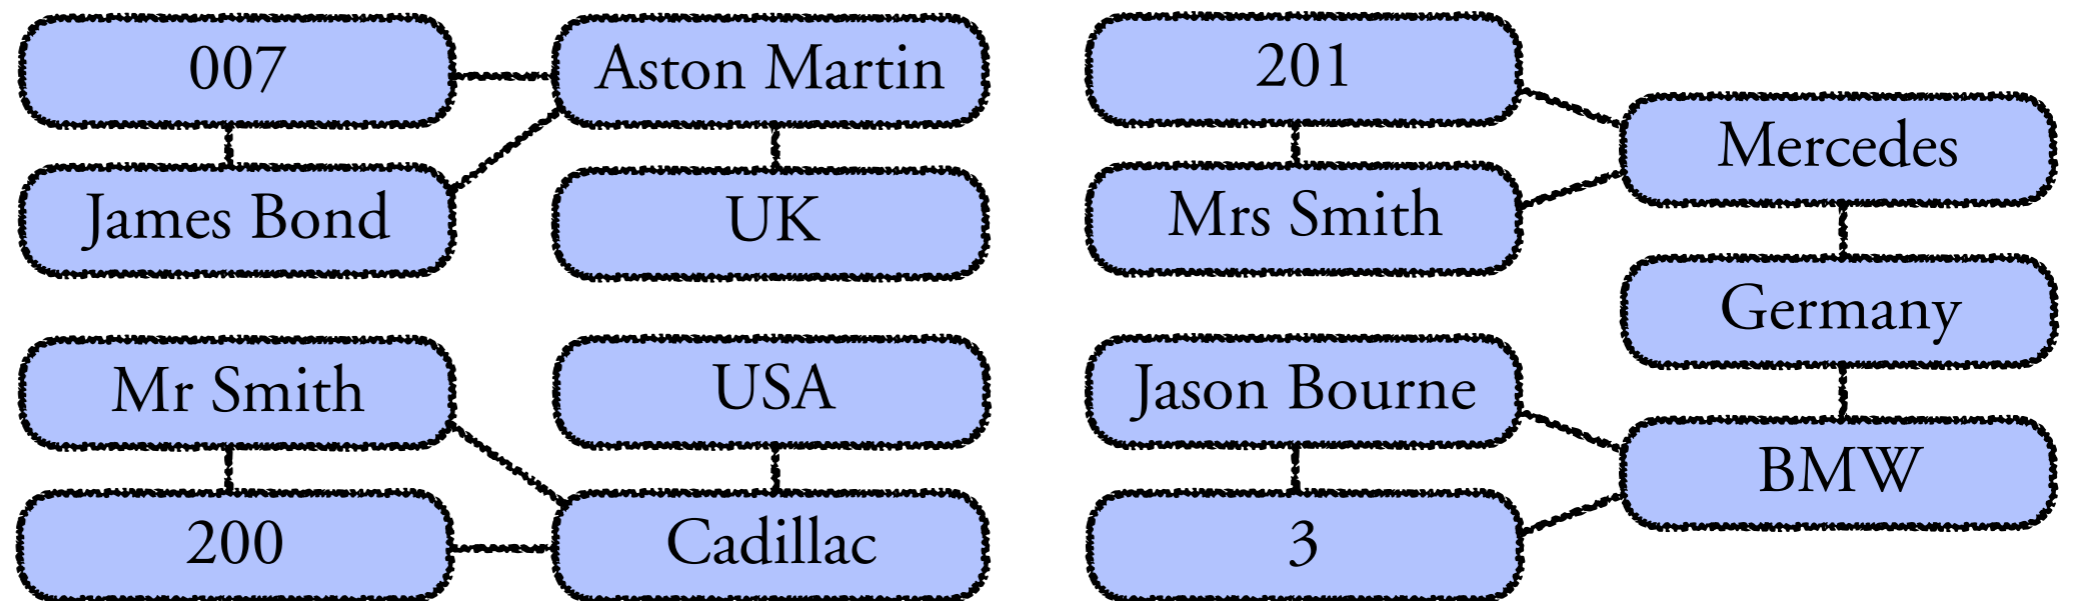 007
Aston Martin
James Bond
UK
Mr Smith
USA
200
Cadillac
201
Mercedes
Mrs Smith
Germany
Jason Bourne
BMW
3